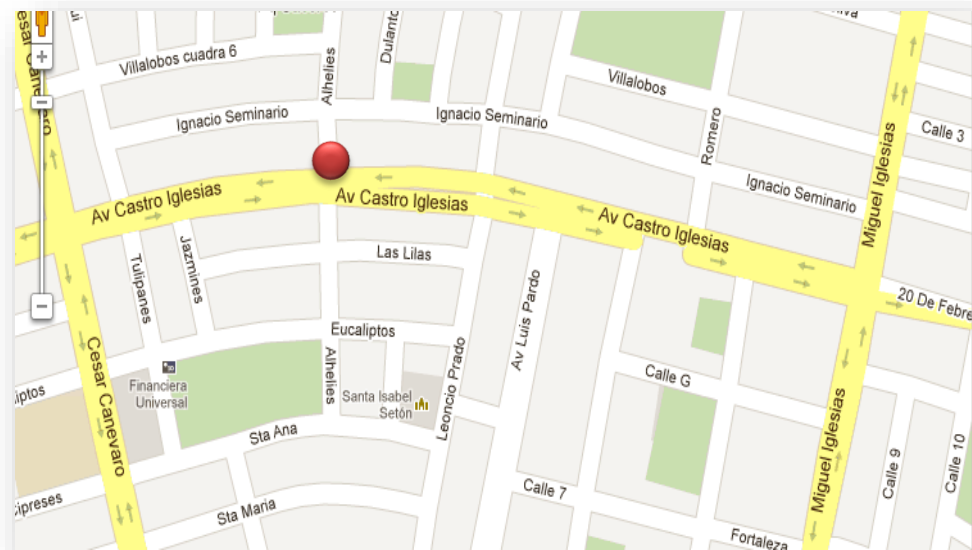 Villalobos cuadra 6
Alhelies
Dulanto
Villalobos
Ignacio Seminario
Ignacio Seminario
Romero
Calle 3
Miguel Iglesias
Ignacio Seminario
Av Castro Iglesias
Av Castro Iglesias
Av Castro Iglesias
Jazmines
Tulipanes
Las Lilas
Av Luis Pardo
20 De Febre
Eucaliptos
Alhelies
Leoncio Prado
Cesar Canevaro
Financiera
Universal
Santa Isabel
Setón
Calle G
iptos
Sta Ana
Miguel Iglesias
Calle 9
Calle 10
Calle 7
cipreses
Sta Maria
Fortaleza